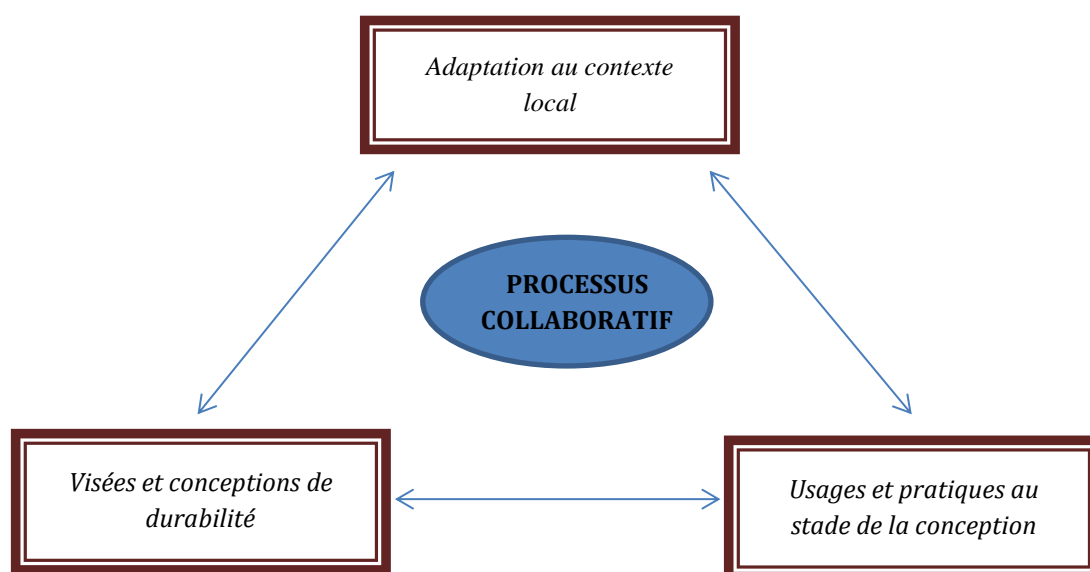 Adaptation au contexte
local
PROCESSUS
COLLABORATIF
Visées et conceptions de
durabilité
Usages et pratiques au
stade de la conception